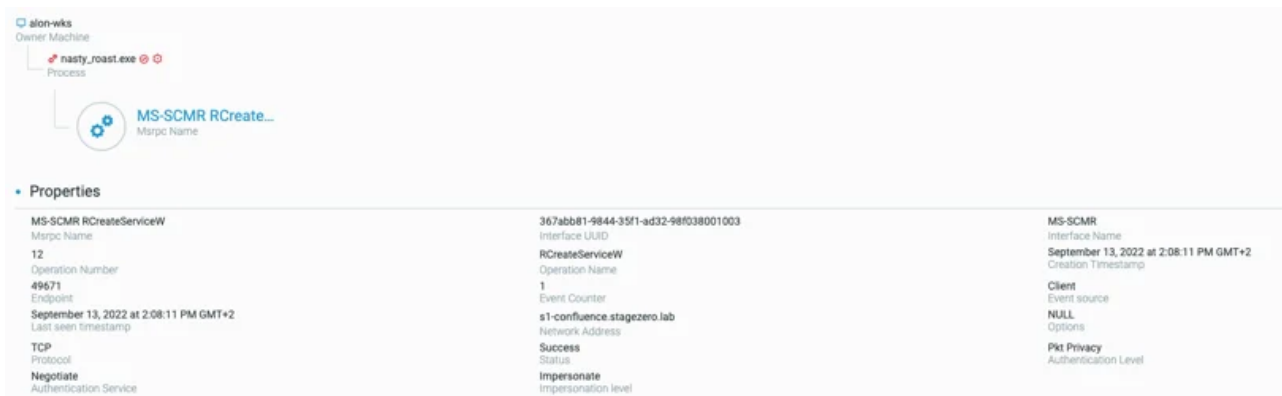 alon-wks
Owner Machine
nasty_roast.exe
Process
MS-SCMR RCreate...
Msrpc Name
Properties
MS-SCMR RCreateServiceW
Msrpc Name
367abb81-9844-35f1-ad32-98f038001003
Interface UUID
MS-SCMR
Interface Name
12
Operation Number
RCreateServiceW
Operation Name
September 13, 2022 at 2:08:11 PM GMT+2
Creation Timestamp
49671
Endpoint
1
Event Counter
Client
Event source
September 13, 2022 at 2:08:11 PM GMT+2
Last seen timestamp
s1-confluence.stagezero.lab
Network Address
NULL
Options
TCP
Protocol
Success
Status
Pkt Privacy
Authentication Level
Negotiate
Authentication Service
Impersonate
Impersonation level